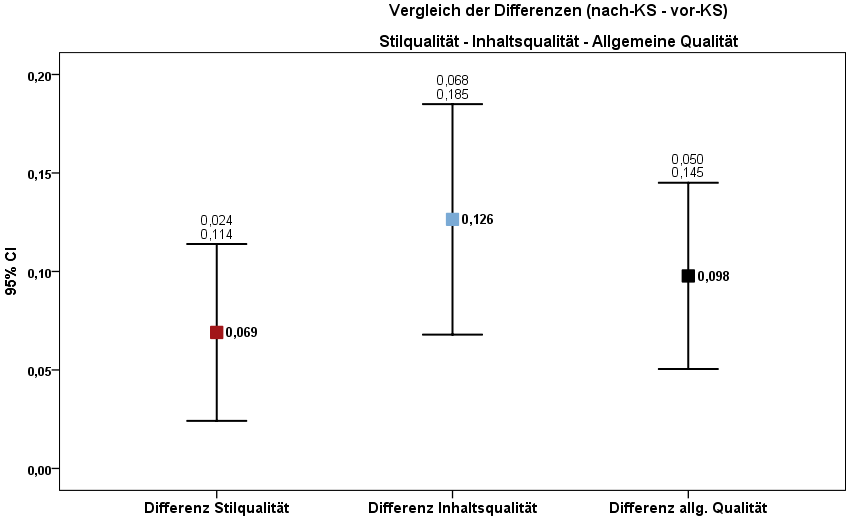 Vergleich der Differenzen (nach-KS - vor-KS)
Stilqualität - Inhaltsqualität - Allgemeine Qualität
95% CI
0,20
0,15
0,10
0,05
0,00
0,024
0,114
0,069
0,068
0,185
0,126
0,050
0,145
0,098
Differenz Stilqualität
Differenz Inhaltsqualität
Differenz allg. Qualität